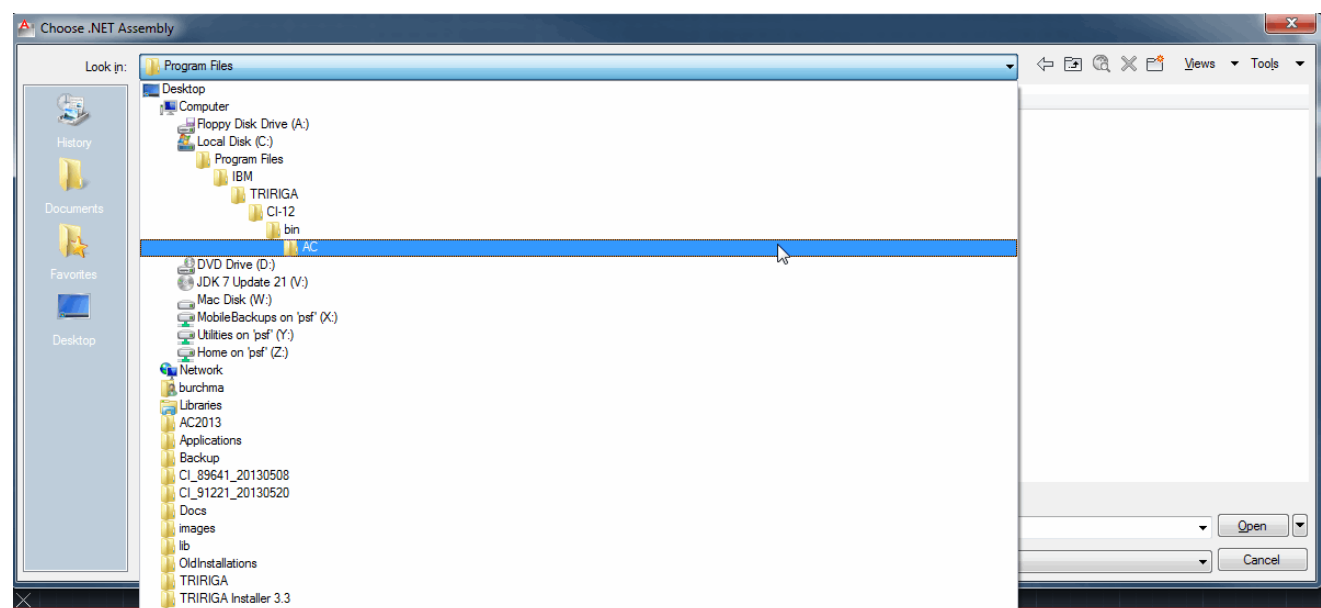 Choose .NET Assembly
Look in: Program Files Views Tools
Desktop
Computer
Floppy Disk Drive (A:)
Local Disk (C:)
Program Files
IBM
TRIRIGA
CI-12
bin
AC
DVD Drive (D:)
JDK 7 Update 21 (V:)
Mac Disk (W:)
MobileBackups on 'psf' (X:)
Utilities on 'psf' (Y:)
Home on 'psf' (Z:)
Network
burchma
Libraries
AC2013
Applications
Backup
CI_89641_20130508
CI_91221_20130520
Docs
images
lib
OldInstallations
TRIRIGA
TRIRIGA Installer 3.3
History
Documents
Favorites
Desktop
Open
Cancel